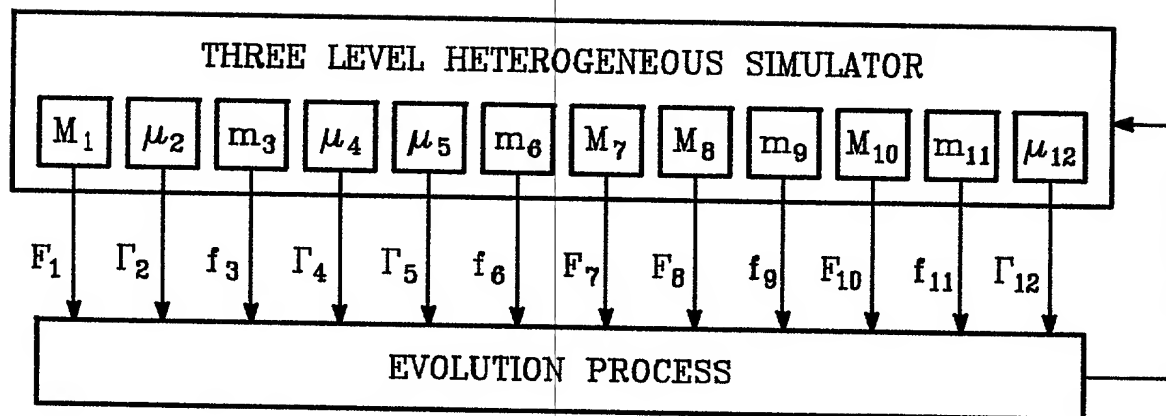 THREE LEVEL HETEROGENEOUS SIMULATOR
M₁ μ₂ m₃ μ₄ μ₅ m₆ M₇ M₈ m₉ M₁₀ m₁₁ μ₁₂
F₁ Γ₂ f₃ Γ₄ Γ₅ f₆ F₇ F₈ f₉ F₁₀ f₁₁ Γ₁₂
EVOLUTION PROCESS